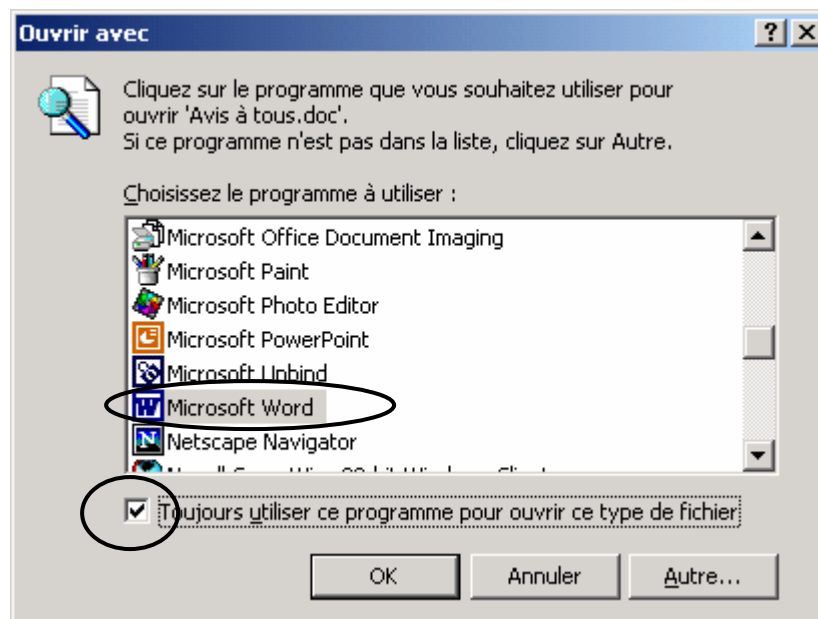 Ouvrir avec
Cliquez sur le programme que vous souhaitez utiliser pour
ouvrir 'Avis à tous.doc'.
Si ce programme n'est pas dans la liste, cliquez sur Autre.
Choisissez le programme à utiliser :
Microsoft Office Document Imaging
Microsoft Paint
Microsoft Photo Editor
Microsoft PowerPoint
Microsoft Unbind
Microsoft Word
Netscape Navigator
Toujours utiliser ce programme pour ouvrir ce type de fichier
OK Annuler Autre...